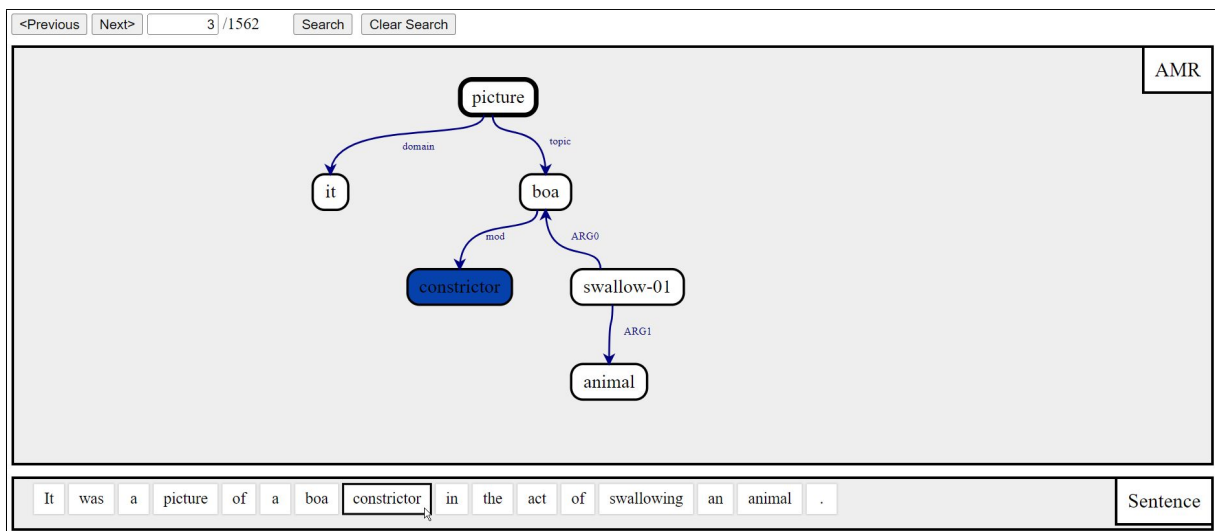 <Previous Next> 3 /1562 Search Clear Search
AMR
picture
domain topic
it boa
mod ARG0
constrictor swallow-01
ARG1
animal
It was a picture of a boa constrictor in the act of swallowing an animal .
Sentence